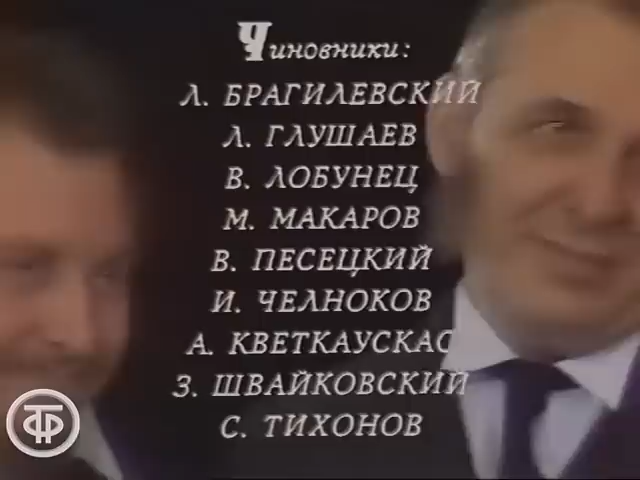 Чиновники:
Л. БРАГИЛЕВСКИЙ
Л. ГЛУШАЕВ
В. ЛОБУНЕЦ
М. МАКАРОВ
В. ПЕСЕЦКИЙ
И. ЧЕЛНОКОВ
А. КВЕТКАУСКАС
З. ШВАЙКОВСКИЙ
С. ТИХОНОВ